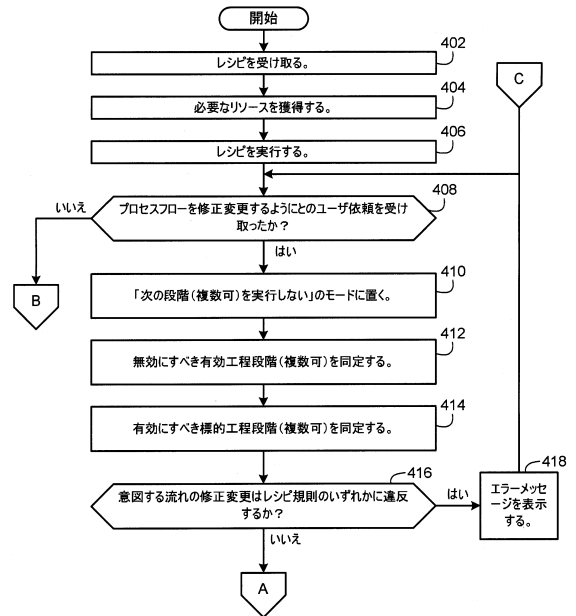 開始
402
レシピを受け取る。
C
404
必要なリソースを獲得する。
406
レシピを実行する。
408
いいえ
プロセスフローを修正変更するようにとのユーザ依頼を受け
取ったか？
はい
B
410
「次の段階(複数可)を実行しない」のモードに置く。
412
無効にすべき有効工程段階(複数可)を同定する。
414
有効にすべき標的工程段階(複数可)を同定する。
416
418
意図する流れの修正変更はレシピ規則のいずれかに違反
するか？
はい
エラーメッセ
ージを表示
する。
いいえ
A